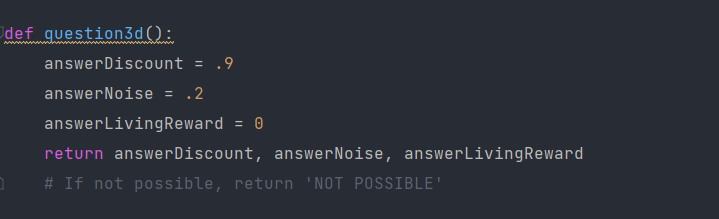 def question3d():
    answerDiscount = .9
    answerNoise = .2
    answerLivingReward = 0
    return answerDiscount, answerNoise, answerLivingReward
    # If not possible, return 'NOT POSSIBLE'